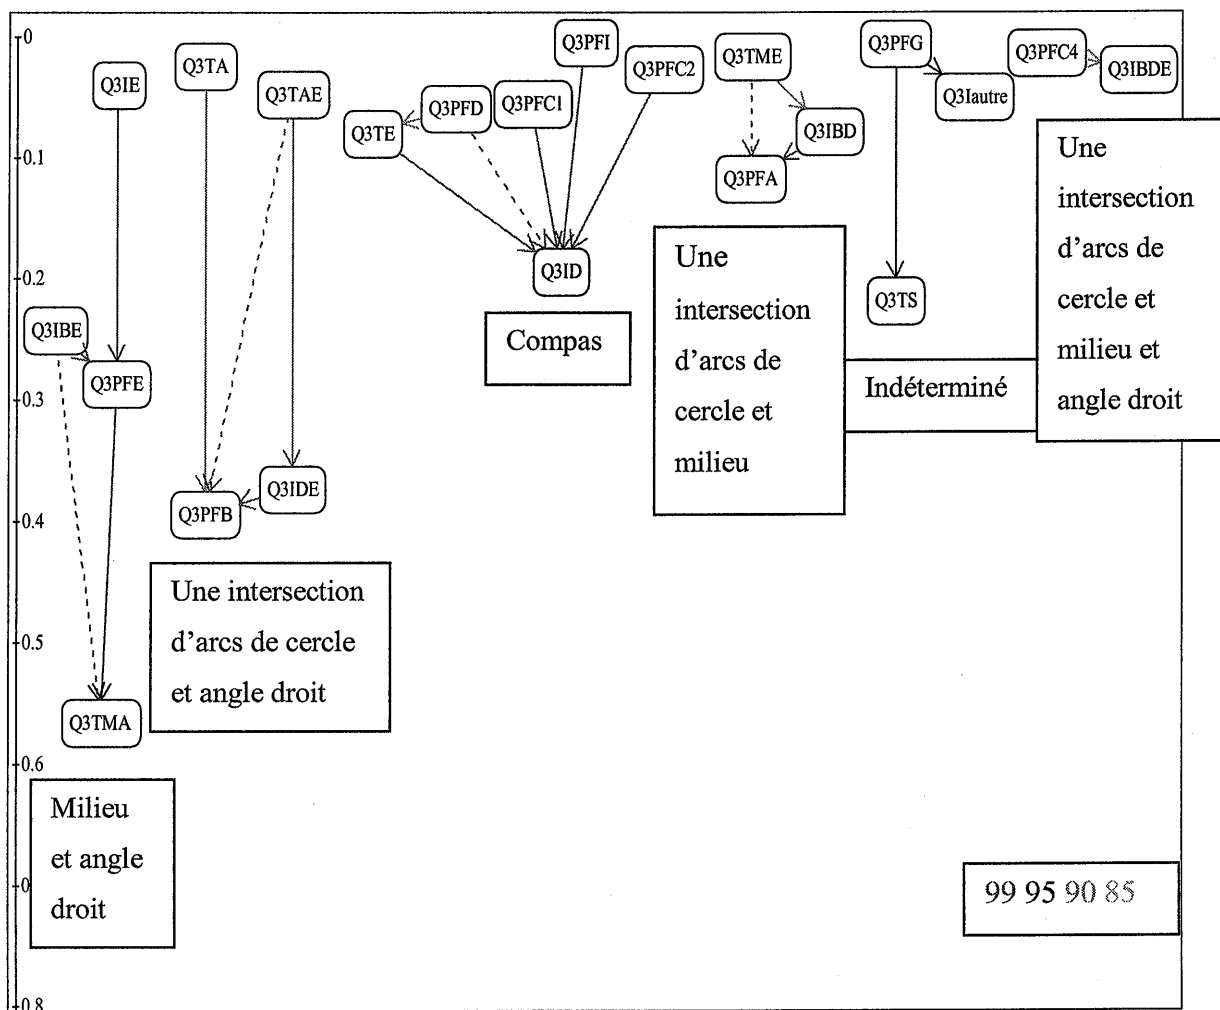 0
Q3PFI
Q3TME
Q3PFG
Q3PFC4
Q3TA
Q3PFC2
Q3IBDE
Q3IE
Q3TAE
Q3PFD
Q3PFC1
Q3Iautre
Q3TE
Q3IBD
0.1
Q3PFA
Une
intersection
d'arcs de
cercle et
milieu et
angle droit
0.2
Q3ID
Q3TS
Une
intersection
d'arcs de
cercle et
milieu
Compas
Indéterminé
Q3IBE
Q3PFE
0.3
0.4
Q3PFB
Q3IDE
Une intersection
d'arcs de cercle
et angle droit
0.5
Q3TMA
0.6
Milieu
et angle
droit
0
99 95 90 85
0.8